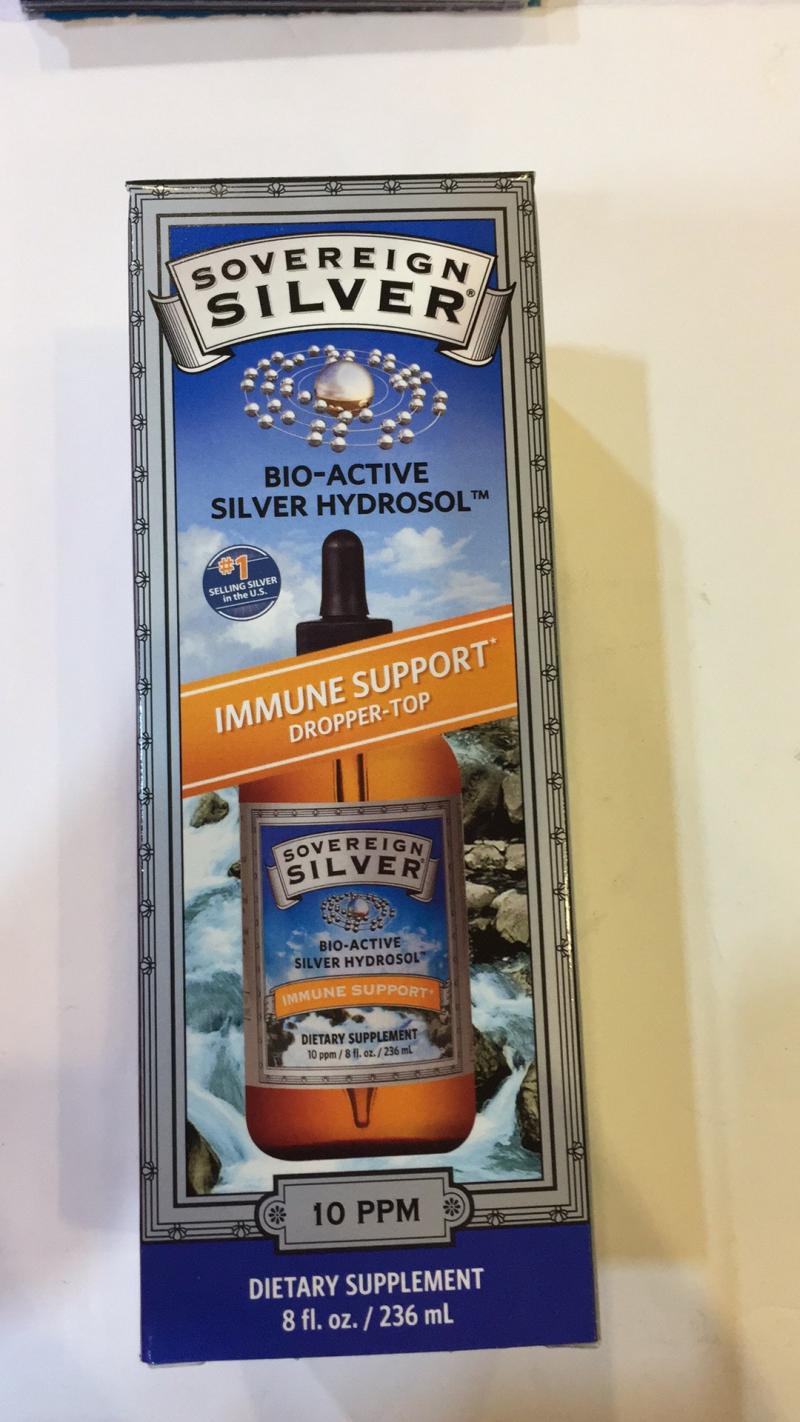 SOVEREIGN
SILVER®
BIO-ACTIVE
SILVER HYDROSOL™
#1
SELLING SILVER
in the U.S.
IMMUNE SUPPORT*
DROPPER-TOP
SOVEREIGN
SILVER®
BIO-ACTIVE
SILVER HYDROSOL™
IMMUNE SUPPORT*
DIETARY SUPPLEMENT
10 ppm / 8 fl. oz. / 236 mL
10 PPM
DIETARY SUPPLEMENT
8 fl. oz. / 236 mL